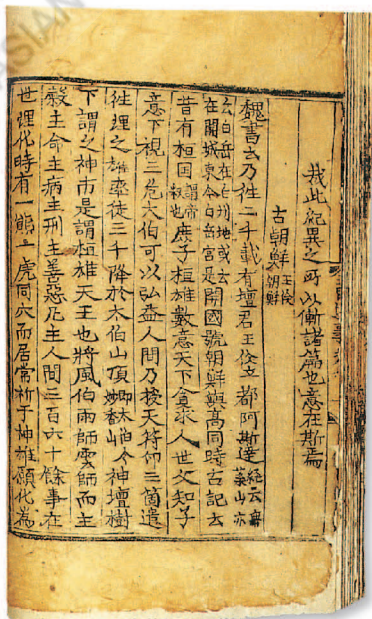 哉此紀異之所以慚諸篇也意在斯焉
古朝鮮 王儉朝鮮
魏書云乃徃二千載有壇君王儉立都阿斯達 經云無葉山亦
云白岳在白州地或云在開城東今白岳宮是 開國號朝鮮與高同時古記云
昔有桓国 謂帝釋也 庶子桓雄數意天下貪求人世父知子
意下視三危太伯可以弘益人間乃授天符印三箇遣
徃理之雄率徒三千降於太伯山頂 即太伯今妙香山 神壇樹
下謂之神市是謂桓雄天王也將風伯雨師雲師而主
糓主命主病主刑主善惡凡主人間三百六十餘事在
世理化時有一熊一虎同穴而居常祈于神雄願化為
ASIAN